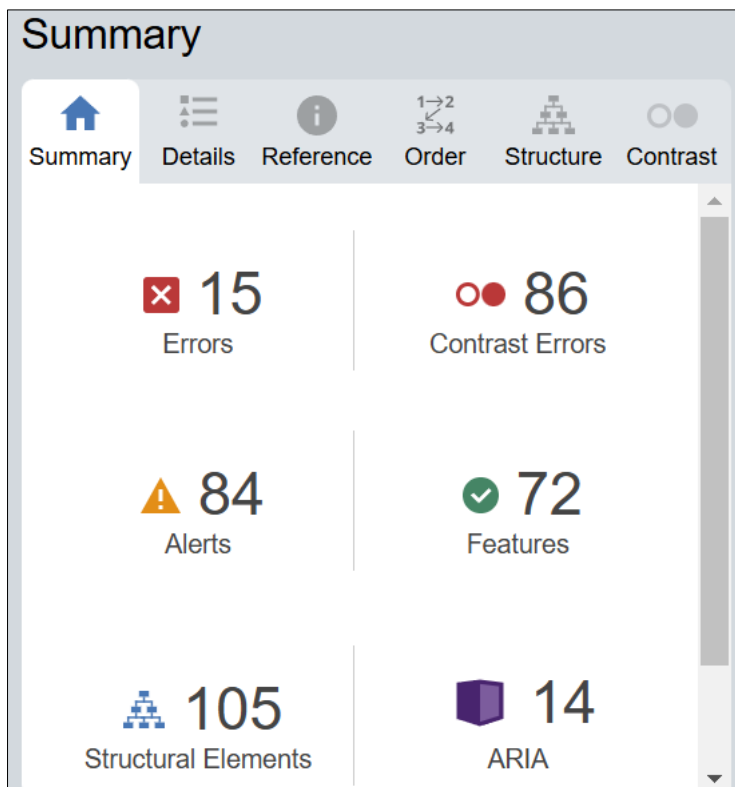 Summary
Summary Details Reference Order Structure Contrast
1→2
3→4
15 86
Errors Contrast Errors
84 72
Alerts Features
105 14
Structural Elements ARIA